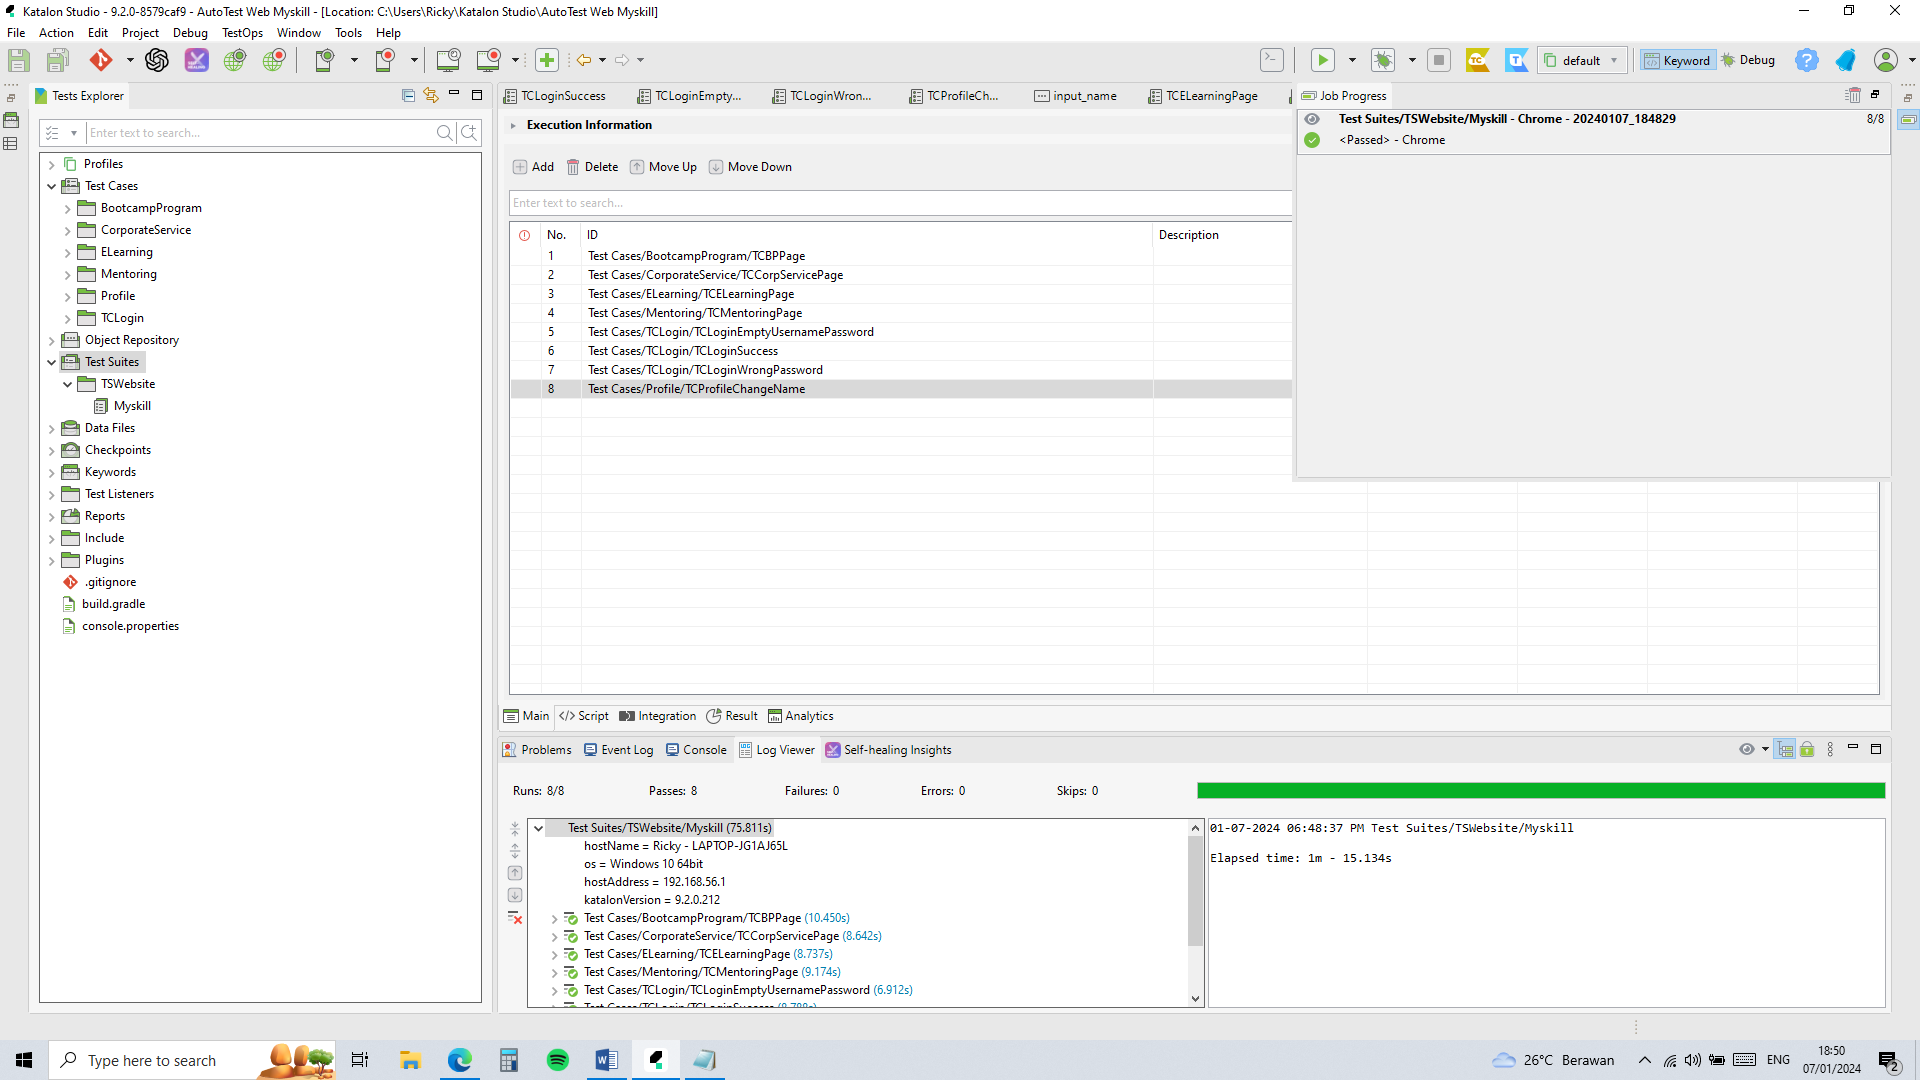 Katalon Studio - 9.2.0-8579caf9 - AutoTest Web Myskill - [Location: C:\Users\Ricky\Katalon Studio\AutoTest Web Myskill]
File Action Edit Project Debug TestOps Window Tools Help
default Keyword Debug
Tests Explorer
Enter text to search...
Profiles
Test Cases
BootcampProgram
CorporateService
ELearning
Mentoring
Profile
TCLogin
Object Repository
Test Suites
TSWebsite
Myskill
Data Files
Checkpoints
Keywords
Test Listeners
Reports
Include
Plugins
.gitignore
build.gradle
console.properties
TCLoginSuccess TCLoginEmpty... TCLoginWron... TCProfileCh... input_name TCELearningPage
Execution Information
Add Delete Move Up Move Down
Enter text to search...
No. ID Description
1 Test Cases/BootcampProgram/TCBPPage
2 Test Cases/CorporateService/TCCorpServicePage
3 Test Cases/ELearning/TCELearningPage
4 Test Cases/Mentoring/TCMentoringPage
5 Test Cases/TCLogin/TCLoginEmptyUsernamePassword
6 Test Cases/TCLogin/TCLoginSuccess
7 Test Cases/TCLogin/TCLoginWrongPassword
8 Test Cases/Profile/TCProfileChangeName
Job Progress
Test Suites/TSWebsite/Myskill - Chrome - 20240107_184829 8/8
<Passed> - Chrome
Main </> Script Integration Result Analytics
Problems Event Log Console Log Viewer Self-healing Insights
Runs: 8/8 Passes: 8 Failures: 0 Errors: 0 Skips: 0
Test Suites/TSWebsite/Myskill (75.811s)
hostName = Ricky - LAPTOP-JG1AJ65L
os = Windows 10 64bit
hostAddress = 192.168.56.1
katalonVersion = 9.2.0.212
Test Cases/BootcampProgram/TCBPPage (10.450s)
Test Cases/CorporateService/TCCorpServicePage (8.642s)
Test Cases/ELearning/TCELearningPage (8.737s)
Test Cases/Mentoring/TCMentoringPage (9.174s)
Test Cases/TCLogin/TCLoginEmptyUsernamePassword (6.912s)
Test Cases/TCLogin/TCLoginSuccess (8.788s)
01-07-2024 06:48:37 PM Test Suites/TSWebsite/Myskill
Elapsed time: 1m - 15.134s
Type here to search
26°C Berawan
ENG
18:50
07/01/2024
2